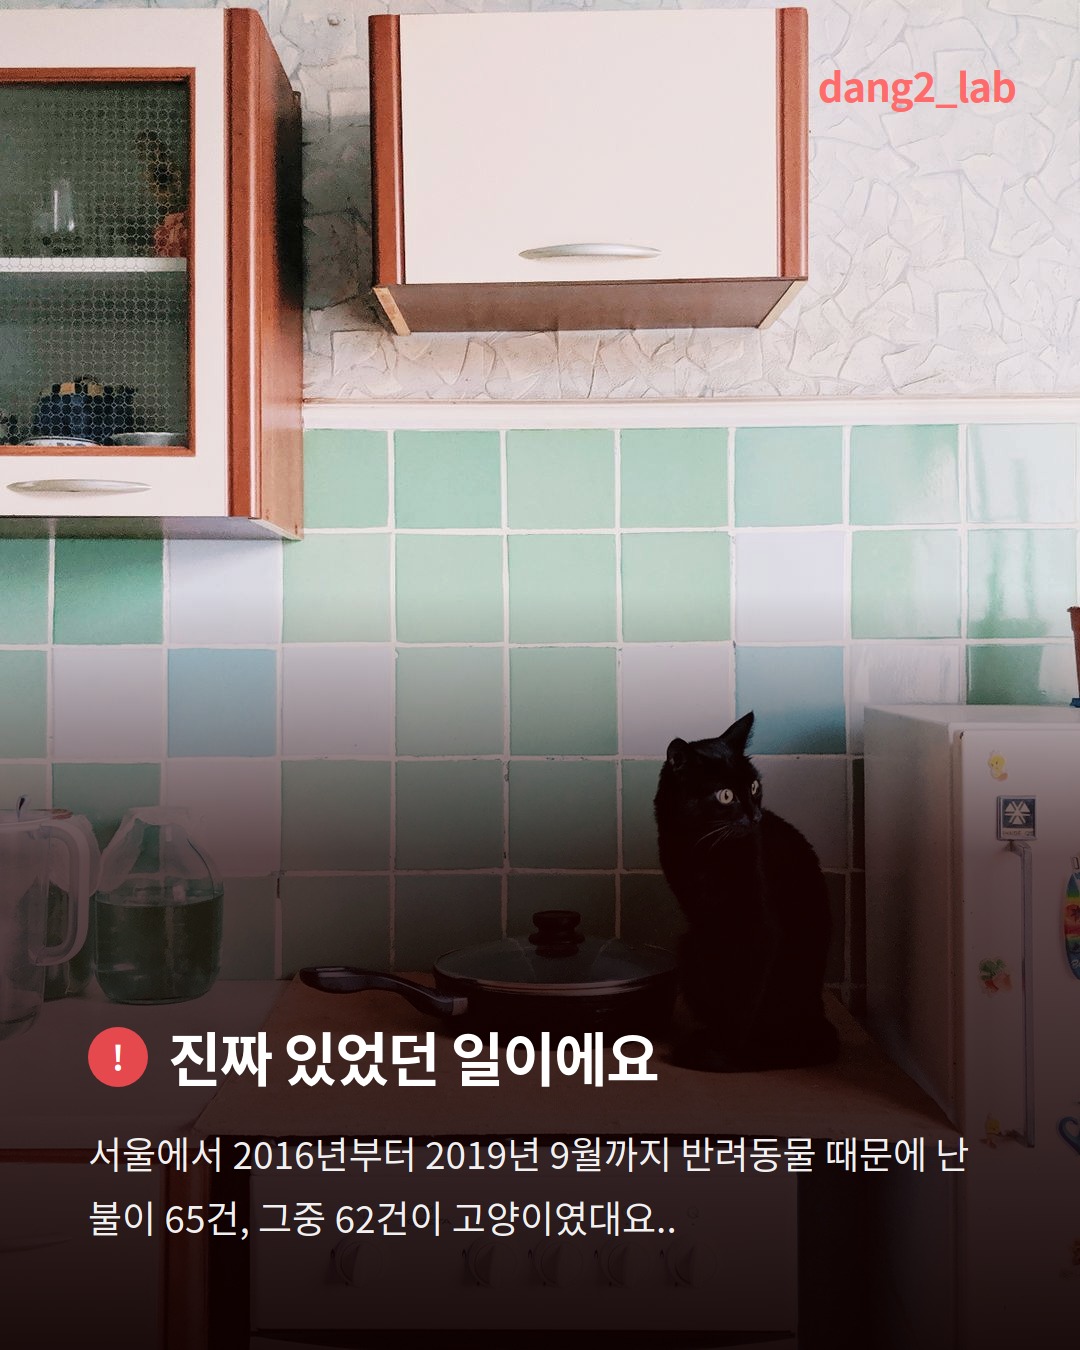 dang2_lab
! 진짜 있었던 일이에요
서울에서 2016년부터 2019년 9월까지 반려동물 때문에 난
불이 65건, 그중 62건이 고양이였대요..